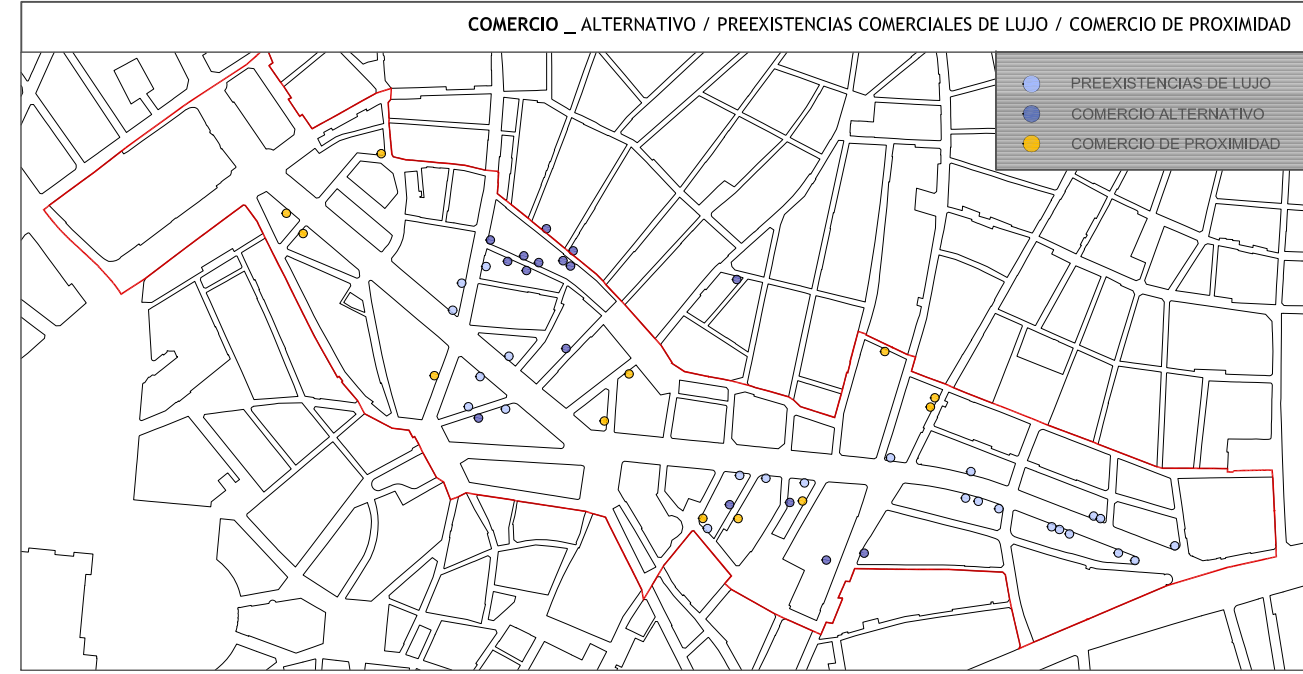 COMERCIO _ ALTERNATIVO / PREEXISTENCIAS COMERCIALES DE LUJO / COMERCIO DE PROXIMIDAD
PREEXISTENCIAS DE LUJO
COMERCIO ALTERNATIVO
COMERCIO DE PROXIMIDAD